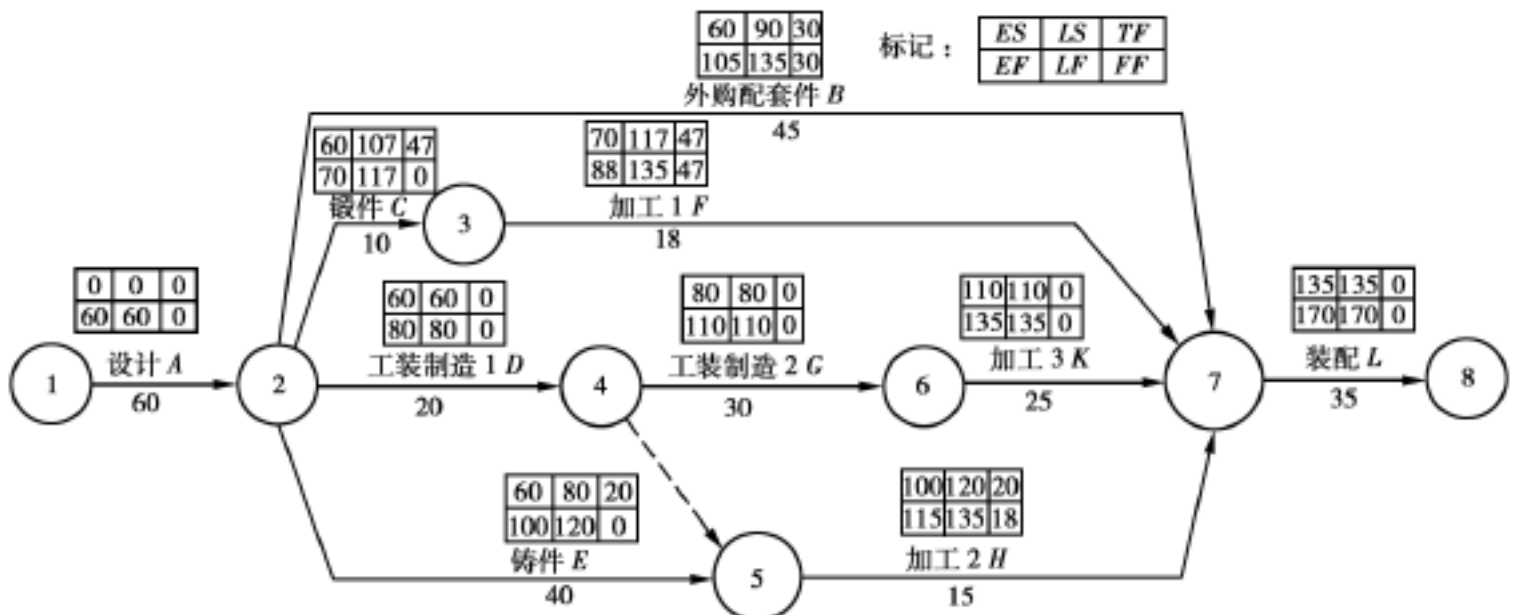 60 90 30
105 135 30
标记：
ES LS TF
EF LF FF
外购配套件 B
45
60 107 47
70 117 0
锻件 C
10
3
70 117 47
88 135 47
加工 1 F
18
0 0 0
60 60 0
1
设计 A
60
2
60 60 0
80 80 0
工装制造 1 D
20
4
80 80 0
110 110 0
工装制造 2 G
30
6
110 110 0
135 135 0
加工 3 K
25
7
135 135 0
170 170 0
装配 L
35
8
60 80 20
100 120 0
铸件 E
40
5
100 120 20
115 135 18
加工 2 H
15